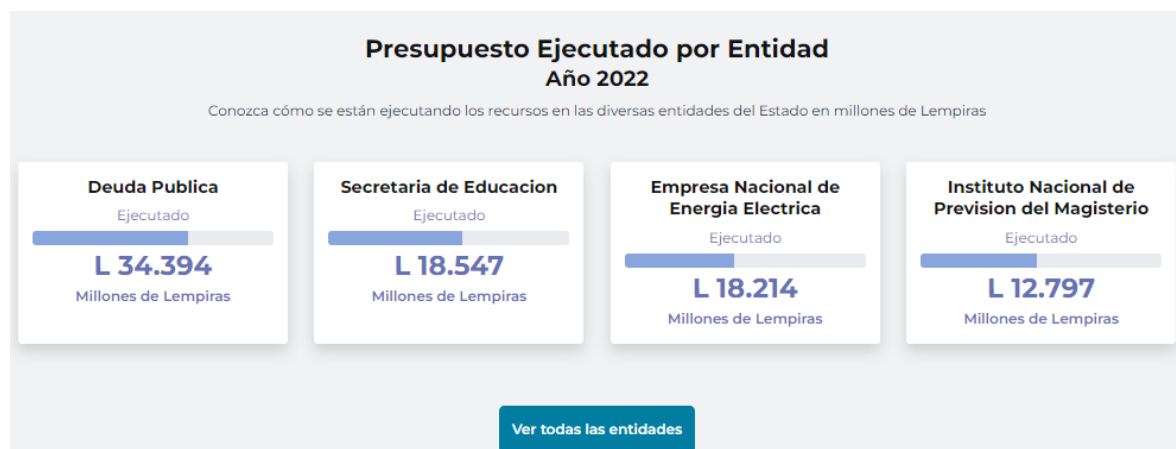 Presupuesto Ejecutado por Entidad
Año 2022
Conozca cómo se están ejecutando los recursos en las diversas entidades del Estado en millones de Lempiras
Deuda Publica
Ejecutado
L 34.394
Millones de Lempiras
Secretaria de Educacion
Ejecutado
L 18.547
Millones de Lempiras
Empresa Nacional de
Energia Electrica
Ejecutado
L 18.214
Millones de Lempiras
Instituto Nacional de
Prevision del Magisterio
Ejecutado
L 12.797
Millones de Lempiras
Ver todas las entidades